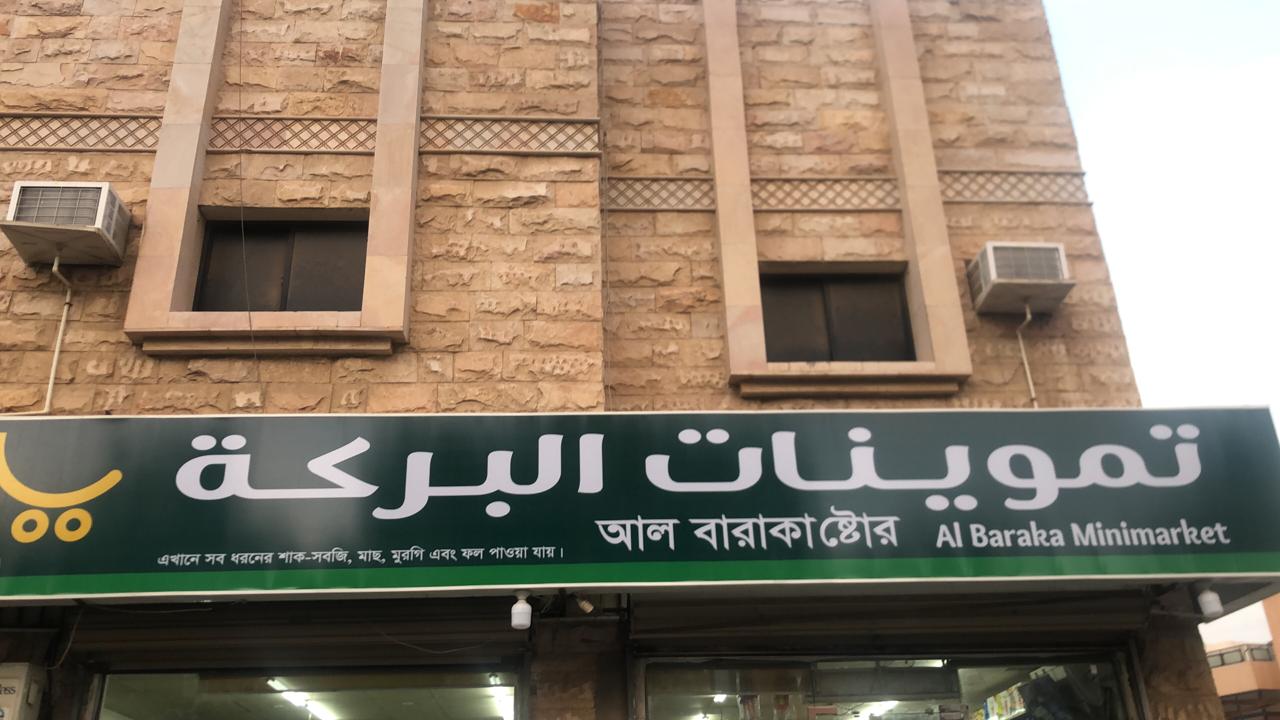 تموينات البركة
আল বারাকাষ্টোর Al Baraka Minimarket
এখানে সব ধরনের শাক-সবজি, মাছ, মুরগি এবং ফল পাওয়া যায়।